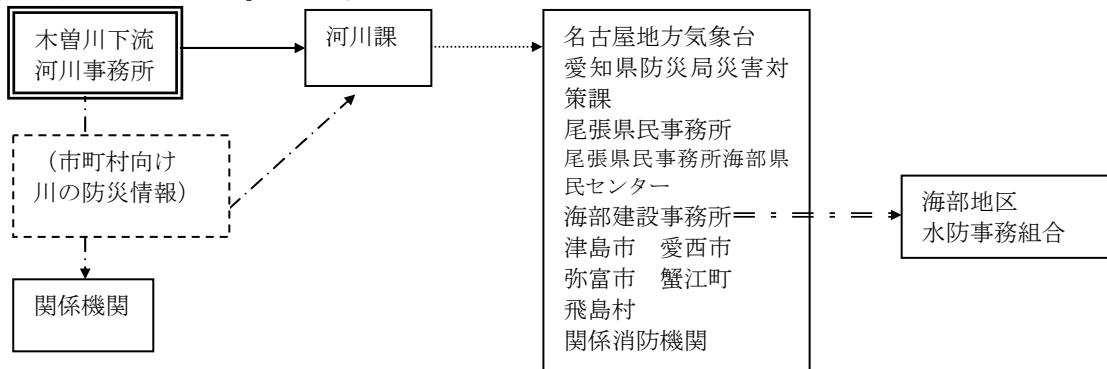 木曽川下流
河川事務所
河川課
(市町村向け
川の防災情報)
関係機関
名古屋地方気象台
愛知県防災局災害対
策課
尾張県民事務所
尾張県民事務所海部県
民センター
海部建設事務所
津島市 愛西市
弥富市 蟹江町
飛島村
関係消防機関
海部地区
水防事務組合